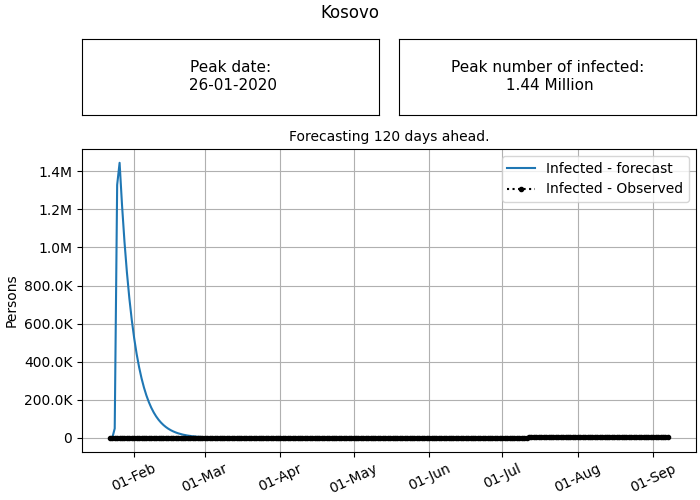 Kosovo
Peak date:
26-01-2020
Peak number of infected:
1.44 Million
Forecasting 120 days ahead.
Infected - forecast
Infected - Observed
Persons
1.4M
1.2M
1.0M
800.0K
600.0K
400.0K
200.0K
0
01-Feb
01-Mar
01-Apr
01-May
01-Jun
01-Jul
01-Aug
01-Sep